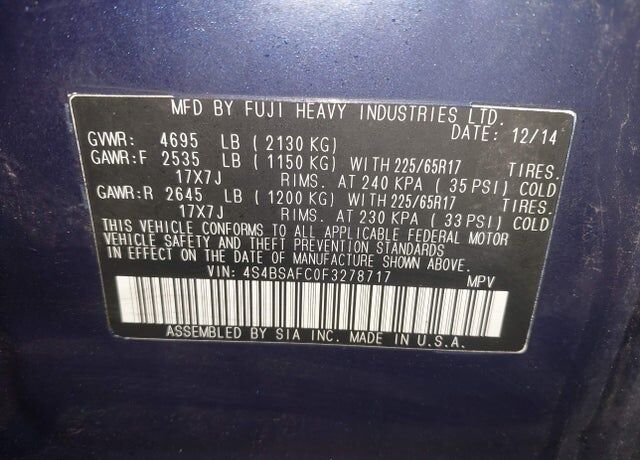 MFD BY FUJI HEAVY INDUSTRIES LTD.
DATE: 12/14
GVWR: 4695 LB (2130 KG)
GAWR:F 2535 LB (1150 KG) WITH 225/65R17 TIRES.
17X7J RIMS. AT 240 KPA (35 PSI) COLD
GAWR:R 2645 LB (1200 KG) WITH 225/65R17 TIRES.
17X7J RIMS. AT 230 KPA (33 PSI) COLD
THIS VEHICLE CONFORMS TO ALL APPLICABLE FEDERAL MOTOR
VEHICLE SAFETY AND THEFT PREVENTION STANDARDS
IN EFFECT ON THE DATE OF MANUFACTURE SHOWN ABOVE.
VIN: 4S4BSAFC0F3278717 MPV
ASSEMBLED BY SIA INC. MADE IN U.S.A.